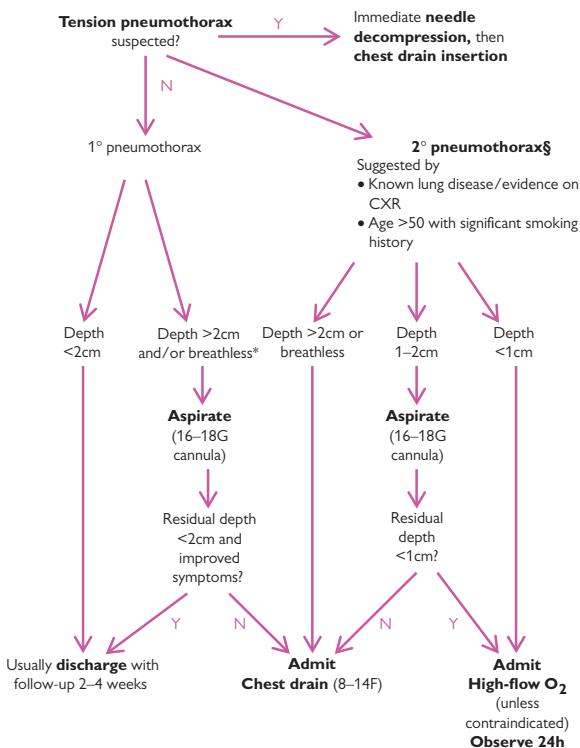 Tension pneumothorax
suspected?
Y
Immediate needle
decompression, then
chest drain insertion
N
1° pneumothorax
2° pneumothorax§
Suggested by
• Known lung disease/evidence on
CXR
• Age >50 with significant smoking
history
Depth
<2cm
Depth >2cm
and/or breathless*
Depth >2cm or
breathless
Depth
1–2cm
Depth
<1cm
Aspirate
(16–18G
cannula)
Aspirate
(16–18G
cannula)
Residual depth
<2cm and
improved
symptoms?
Residual
depth
<1cm?
Y
N
N
Y
Usually discharge with
follow-up 2–4 weeks
Admit
Chest drain (8–14F)
Admit
High-flow O₂
(unless
contraindicated)
Observe 24h